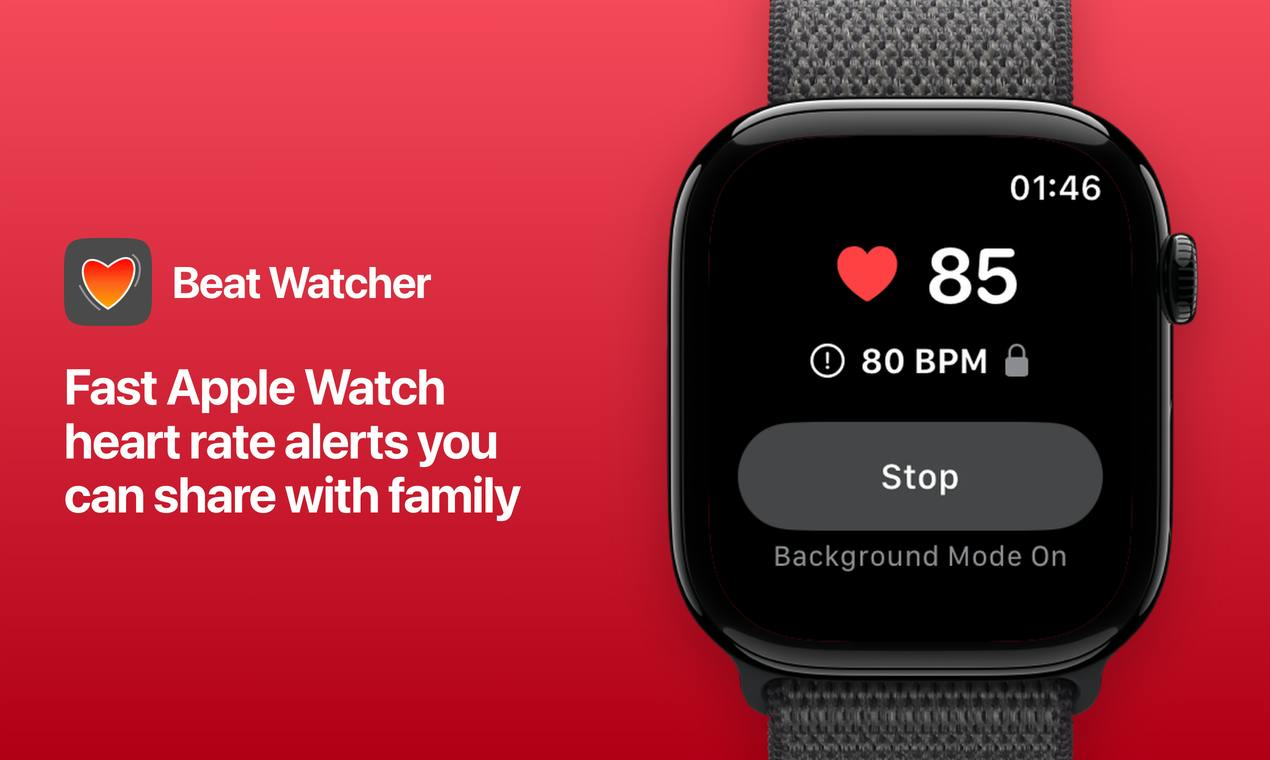 Beat Watcher
Fast Apple Watch
heart rate alerts you
can share with family
01:46
85
80 BPM
Stop
Background Mode On